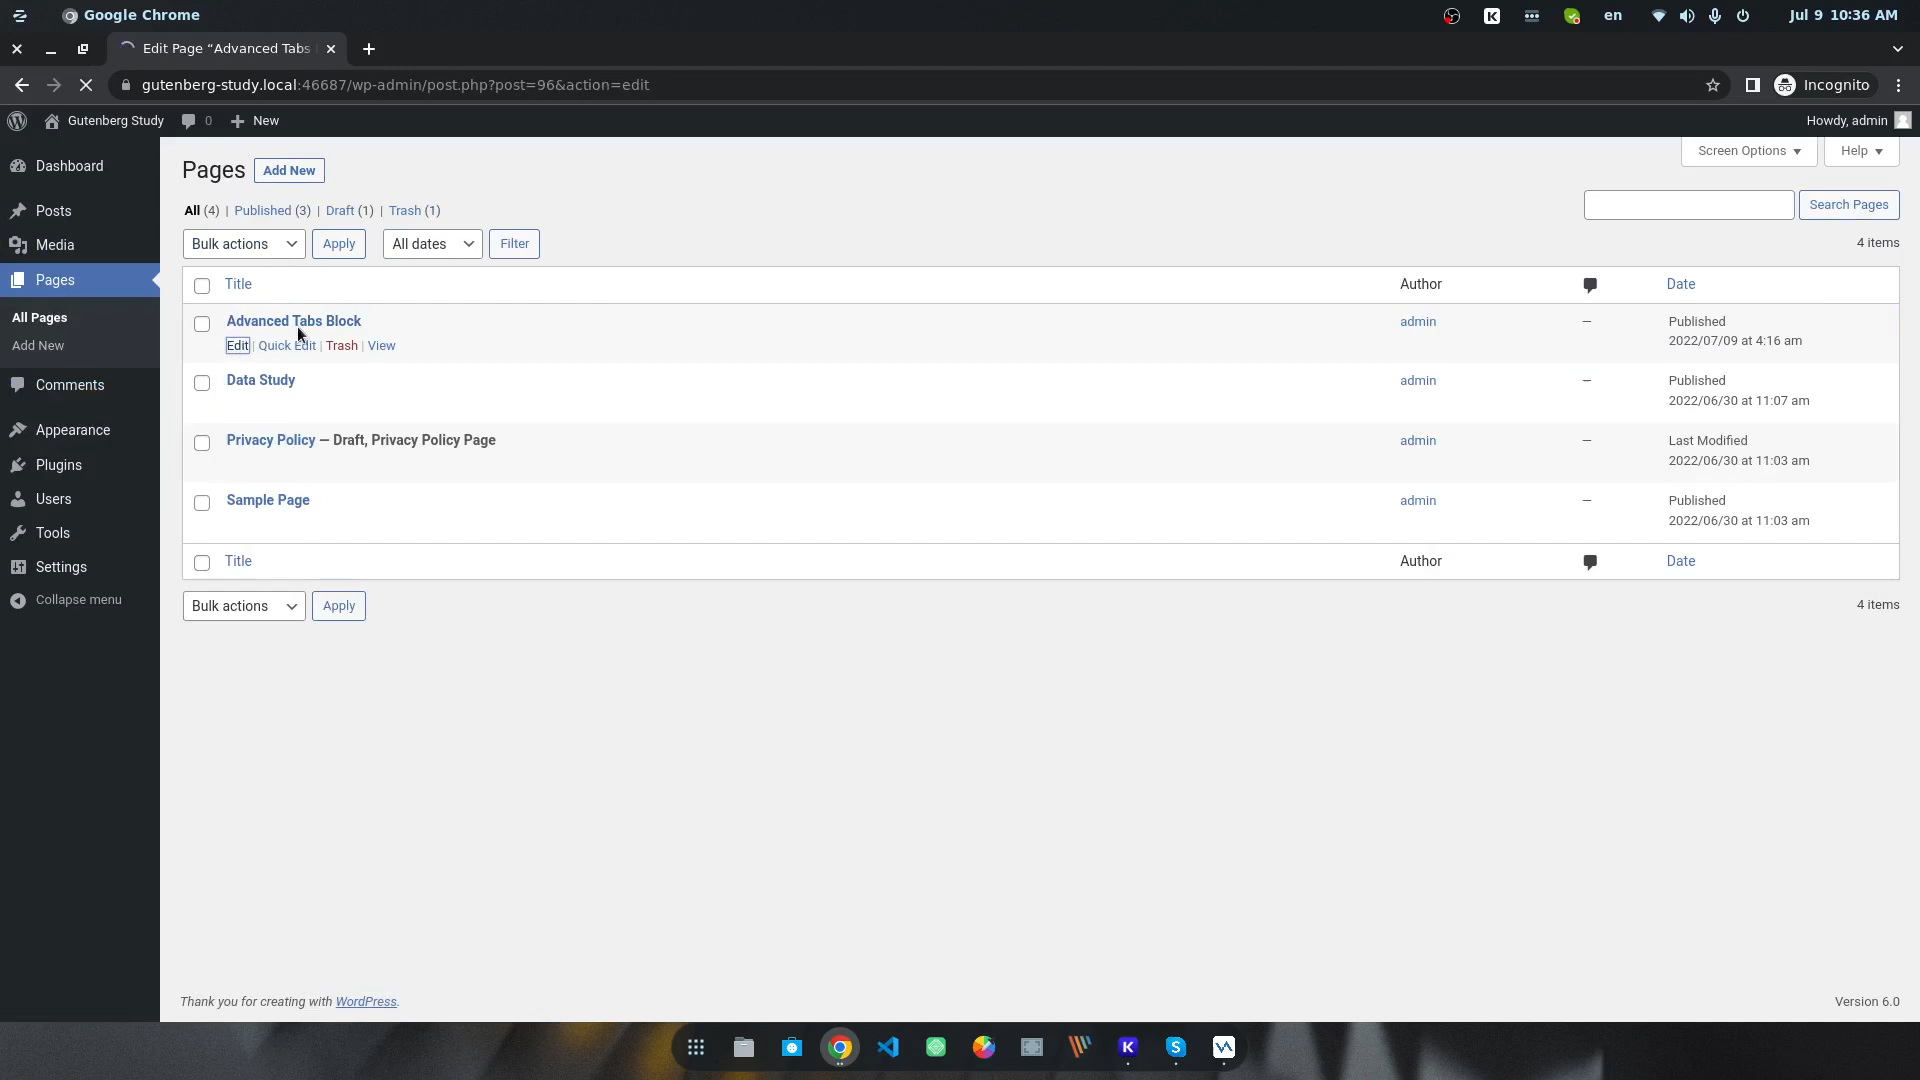 Google Chrome
en
Jul 9 10:36 AM
Edit Page “Advanced Tabs
gutenberg-study.local:46687/wp-admin/post.php?post=96&action=edit
Incognito
Gutenberg Study
0
New
Howdy, admin
Dashboard
Posts
Media
Pages
All Pages
Add New
Comments
Appearance
Plugins
Users
Tools
Settings
Collapse menu
Screen Options
Help
Pages
Add New
All (4) | Published (3) | Draft (1) | Trash (1)
Search Pages
Bulk actions
Apply
All dates
Filter
4 items
Title
Author
Date
Advanced Tabs Block
admin
—
Published
Edit | Quick Edit | Trash | View
2022/07/09 at 4:16 am
Data Study
admin
—
Published
2022/06/30 at 11:07 am
Privacy Policy — Draft, Privacy Policy Page
admin
—
Last Modified
2022/06/30 at 11:03 am
Sample Page
admin
—
Published
2022/06/30 at 11:03 am
Title
Author
Date
Bulk actions
Apply
4 items
Thank you for creating with WordPress.
Version 6.0